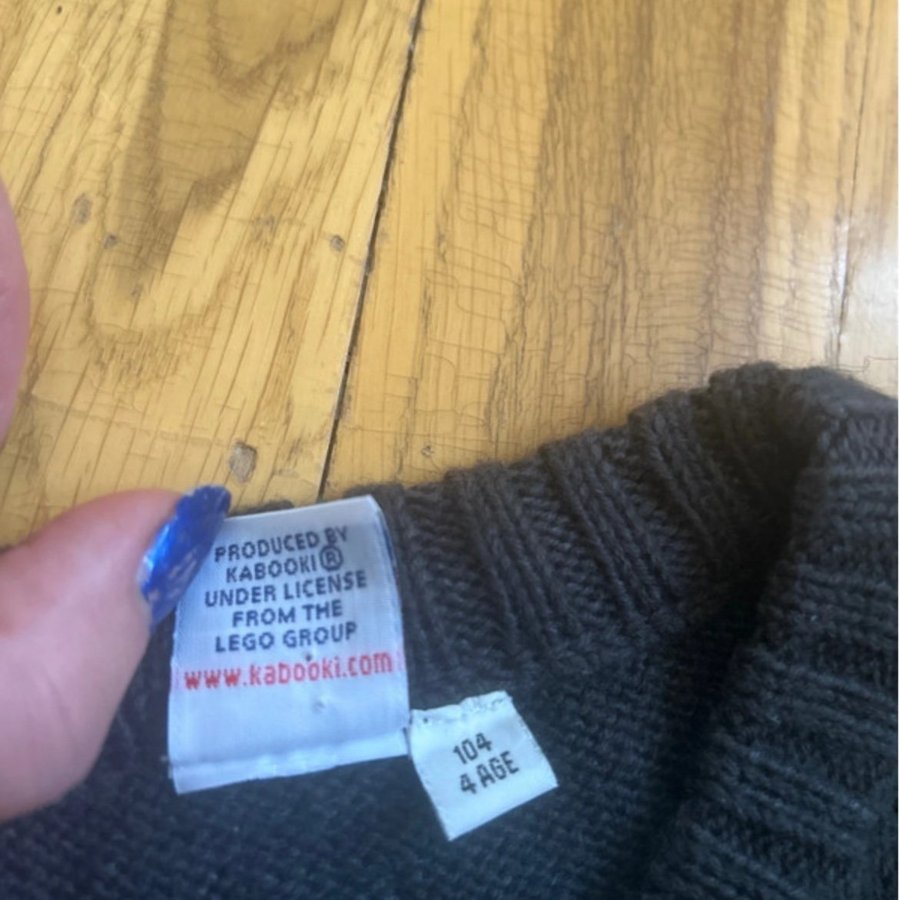 PRODUCED BY
KABOOKI®
UNDER LICENSE
FROM THE
LEGO GROUP
www.kabooki.com
104
4 AGE